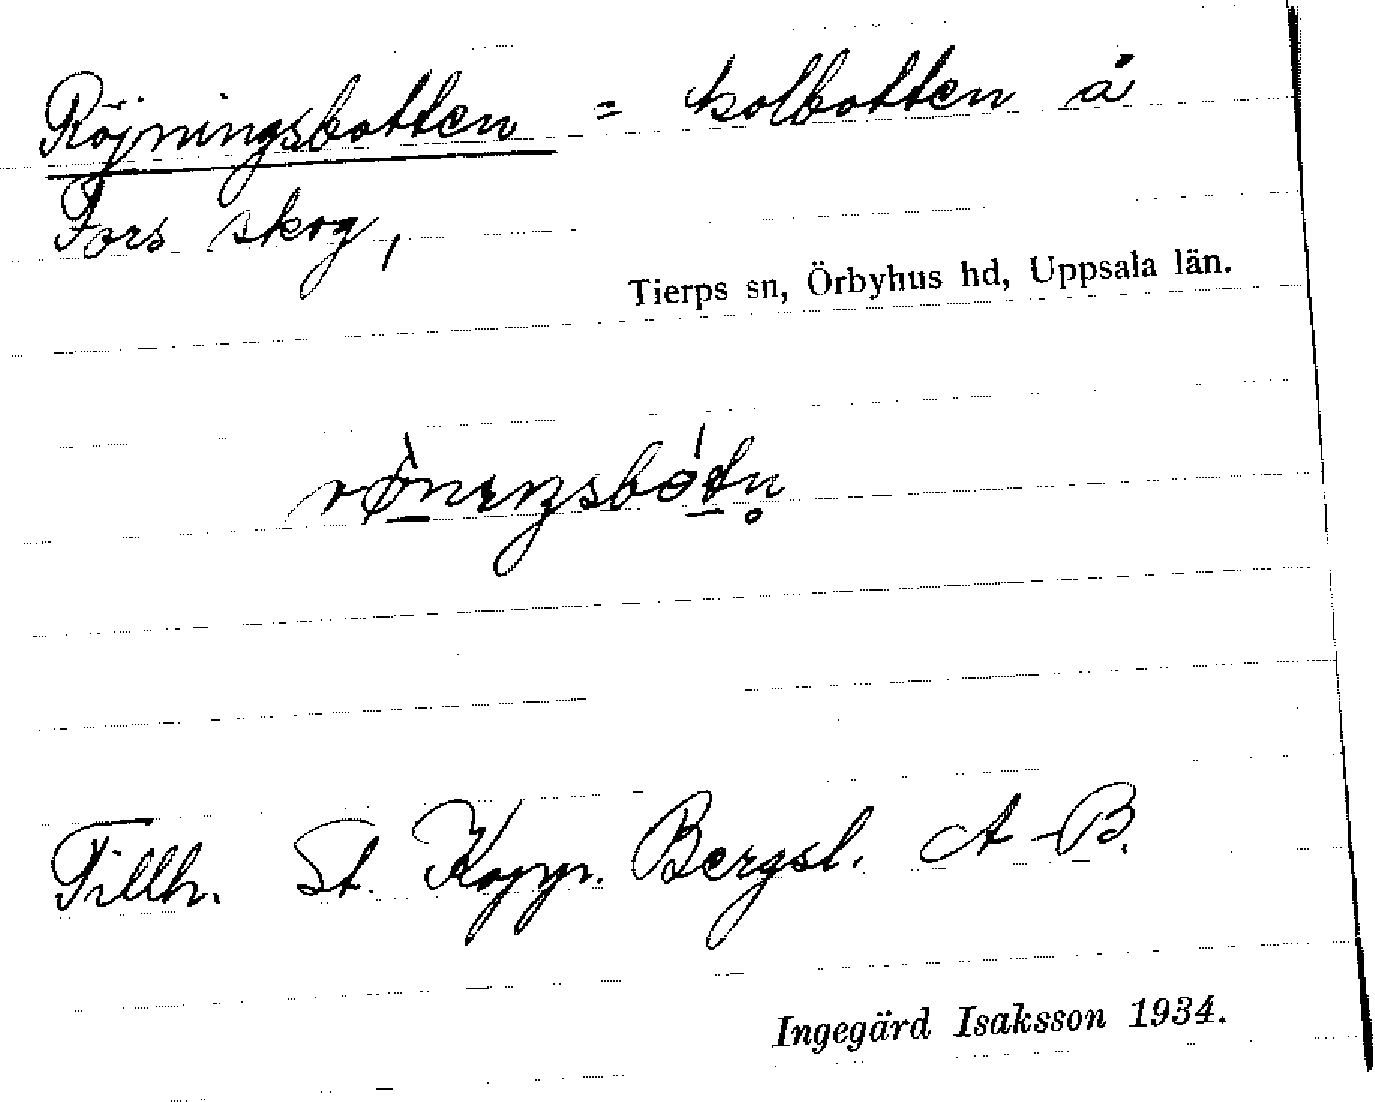 Röjningsbotten = kolbotten å
Fors skog,
Tierps sn, Örbyhus hd, Uppsala län.
Tillh. St. Kopp. Bergsl. A-B.
Ingegärd Isaksson 1934.